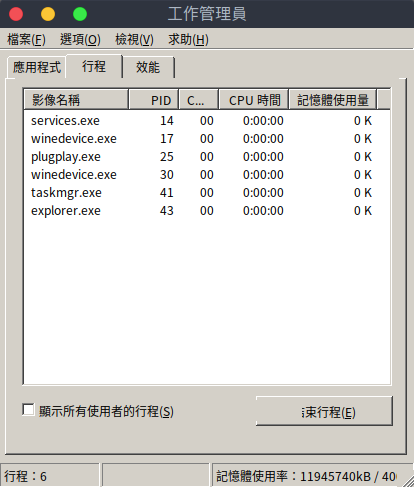 工作管理員
檔案(F) 選項(O) 檢視(V) 求助(H)
應用程式 行程 效能
影像名稱 PID C... CPU 時間 記憶體使用量
services.exe 14 00 0:00:00 0 K
winedevice.exe 17 00 0:00:00 0 K
plugplay.exe 25 00 0:00:00 0 K
winedevice.exe 30 00 0:00:00 0 K
taskmgr.exe 41 00 0:00:00 0 K
explorer.exe 43 00 0:00:00 0 K
顯示所有使用者的行程(S) 束行程(E)
行程：6 記憶體使用率：11945740kB / 40